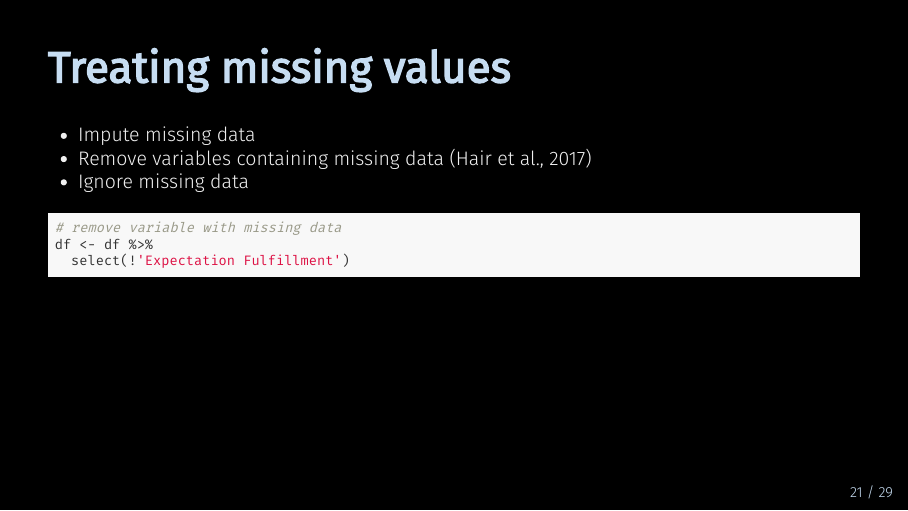 Treating missing values
• Impute missing data
• Remove variables containing missing data (Hair et al., 2017)
• Ignore missing data
# remove variable with missing data
df <- df %>%
  select(!'Expectation Fulfillment')
21 / 29